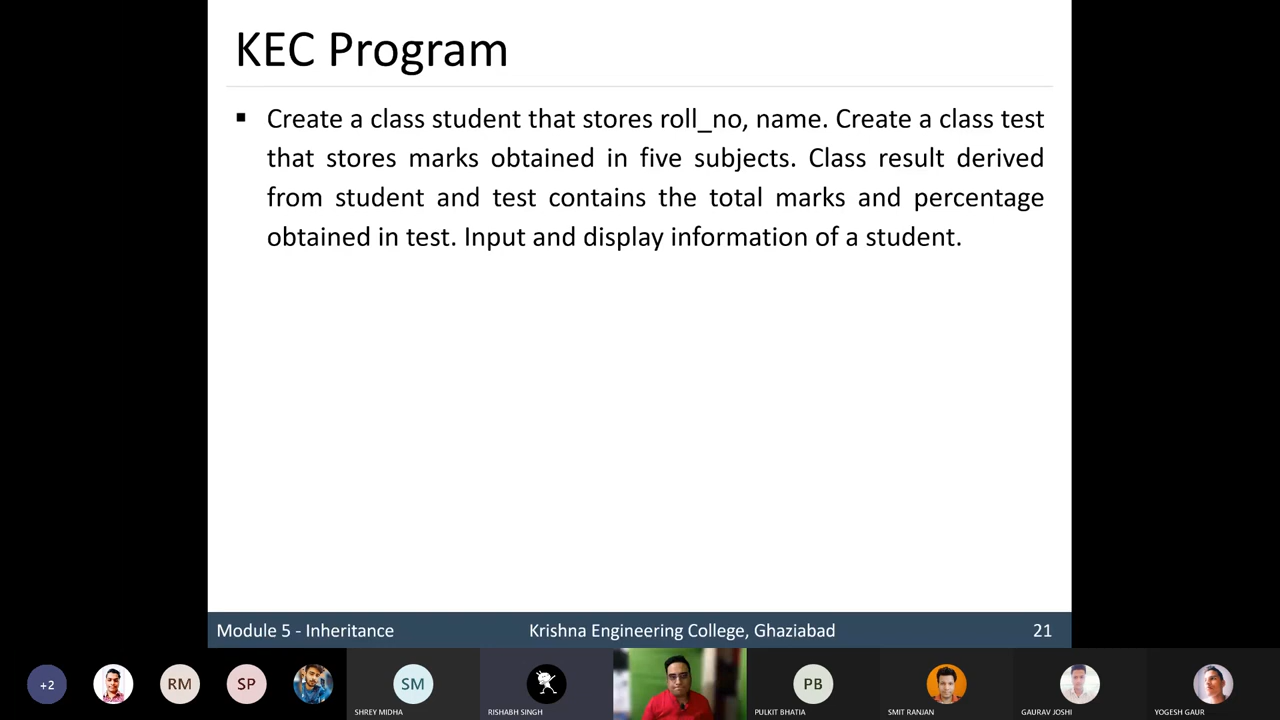 KEC Program
▪ Create a class student that stores roll_no, name. Create a class test
that stores marks obtained in five subjects. Class result derived
from student and test contains the total marks and percentage
obtained in test. Input and display information of a student.
Module 5 - Inheritance Krishna Engineering College, Ghaziabad 21
+2 RM SP SM PB
SHREY MIDHA RISHABH SINGH PULKIT BHATIA SMIT RANJAN GAURAV JOSHI YOGESH GAUR